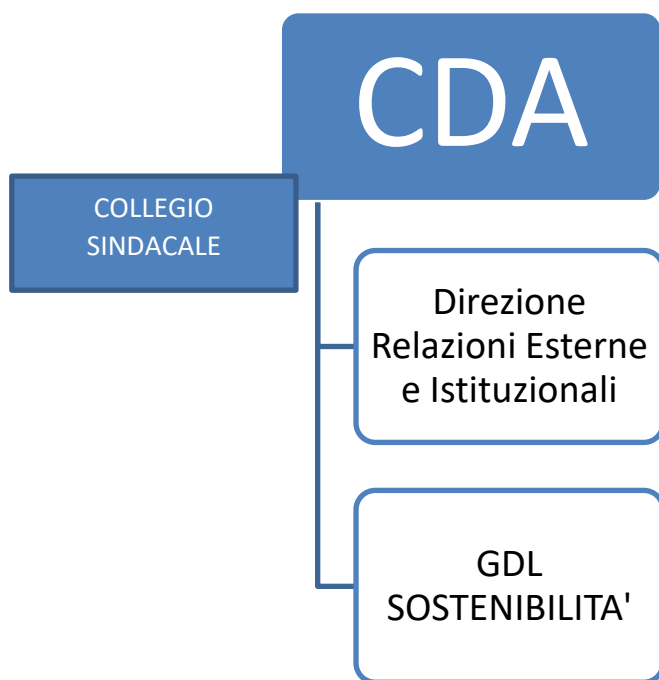 CDA
COLLEGIO
SINDACALE
Direzione
Relazioni Esterne
e Istituzionali
GDL
SOSTENIBILITA'